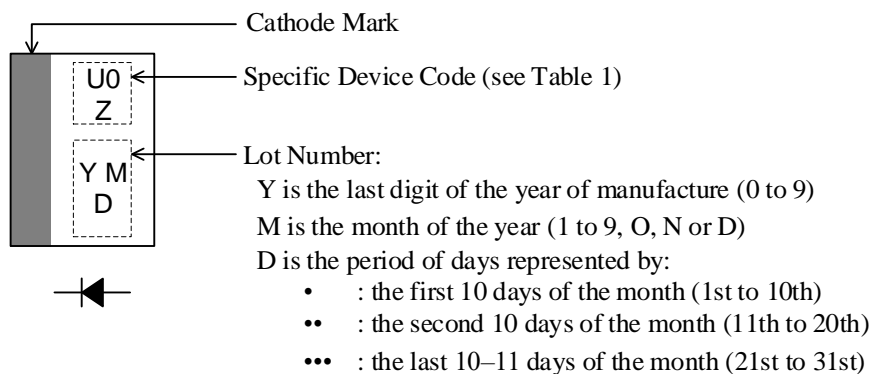 Cathode Mark
U0
Z
Specific Device Code (see Table 1)
Y M
D
Lot Number:
Y is the last digit of the year of manufacture (0 to 9)
M is the month of the year (1 to 9, O, N or D)
D is the period of days represented by:
• : the first 10 days of the month (1st to 10th)
•• : the second 10 days of the month (11th to 20th)
••• : the last 10–11 days of the month (21st to 31st)